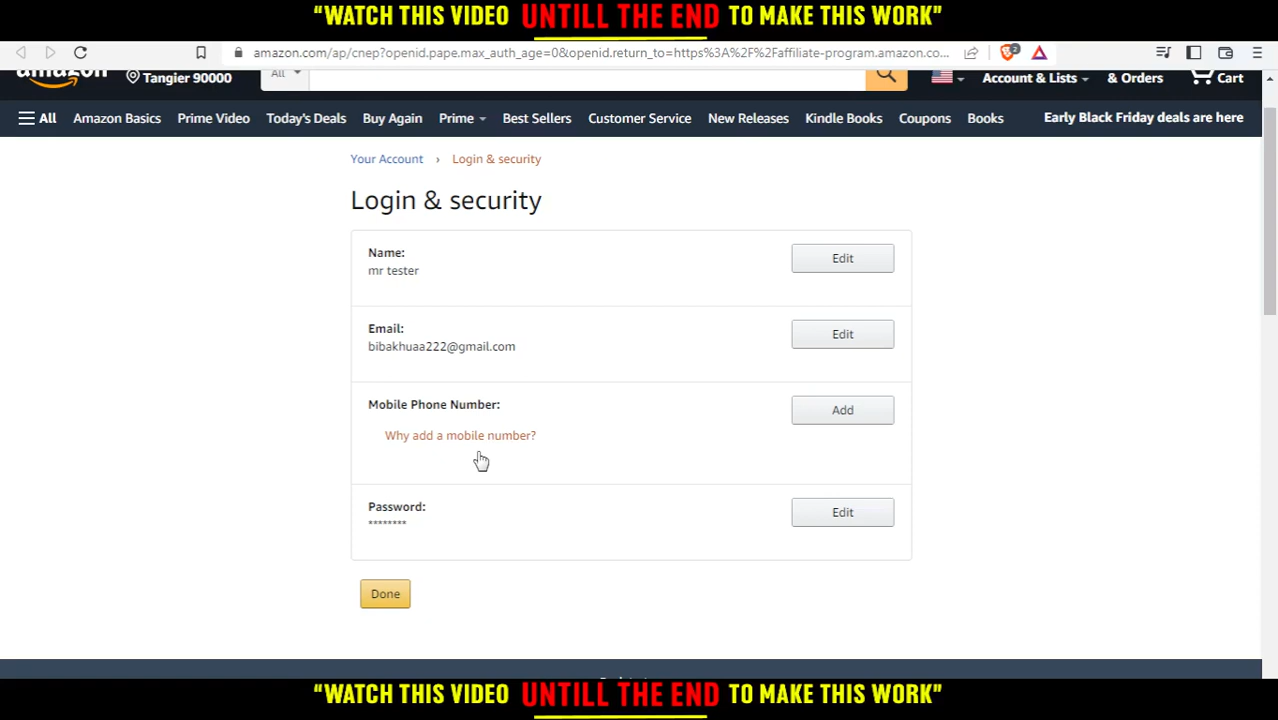 “WATCH THIS VIDEO UNTILL THE END TO MAKE THIS WORK”
amazon.com/ap/cnep?openid.pape.max_auth_age=0&openid.return_to=https%3A%2F%2Faffiliate-program.amazon.co... 2
amazon Tangier 90000 All Account & Lists & Orders Cart
All Amazon Basics Prime Video Today's Deals Buy Again Prime Best Sellers Customer Service New Releases Kindle Books Coupons Books Early Black Friday deals are here
Your Account › Login & security
Login & security
Name:
mr tester
Edit
Email:
bibakhuaa222@gmail.com
Edit
Mobile Phone Number:
Add
Why add a mobile number?
Password:
********
Edit
Done
“WATCH THIS VIDEO UNTILL THE END TO MAKE THIS WORK”